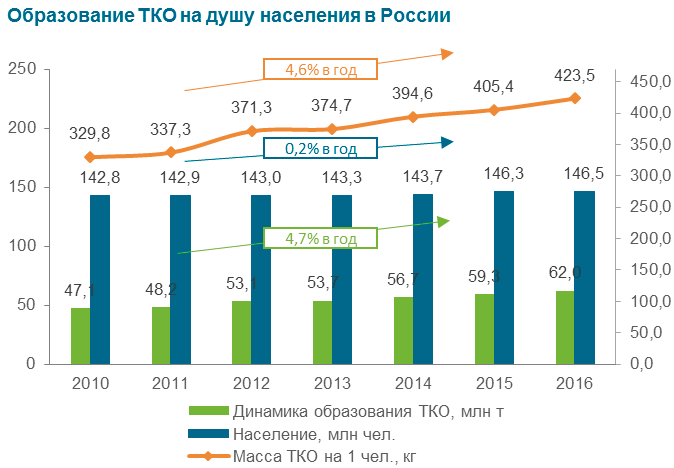 Образование ТКО на душу населения в России
4,6% в год
250
200
150
100
50
0
450,0
400,0
350,0
300,0
250,0
200,0
150,0
100,0
50,0
0,0
329,8 337,3 371,3 374,7 394,6 405,4 423,5
0,2% в год
142,8 142,9 143,0 143,3 143,7 146,3 146,5
4,7% в год
47,1 48,2 53,1 53,7 56,7 59,3 62,0
2010 2011 2012 2013 2014 2015 2016
Динамика образования ТКО, млн т
Население, млн чел.
Масса ТКО на 1 чел., кг